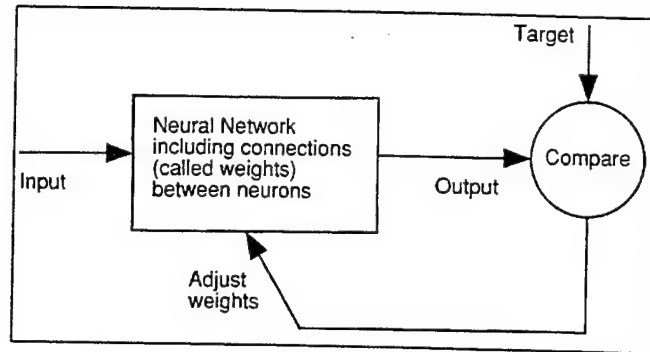 Target
Neural Network
including connections
(called weights)
between neurons
Compare
Input
Output
Adjust
weights